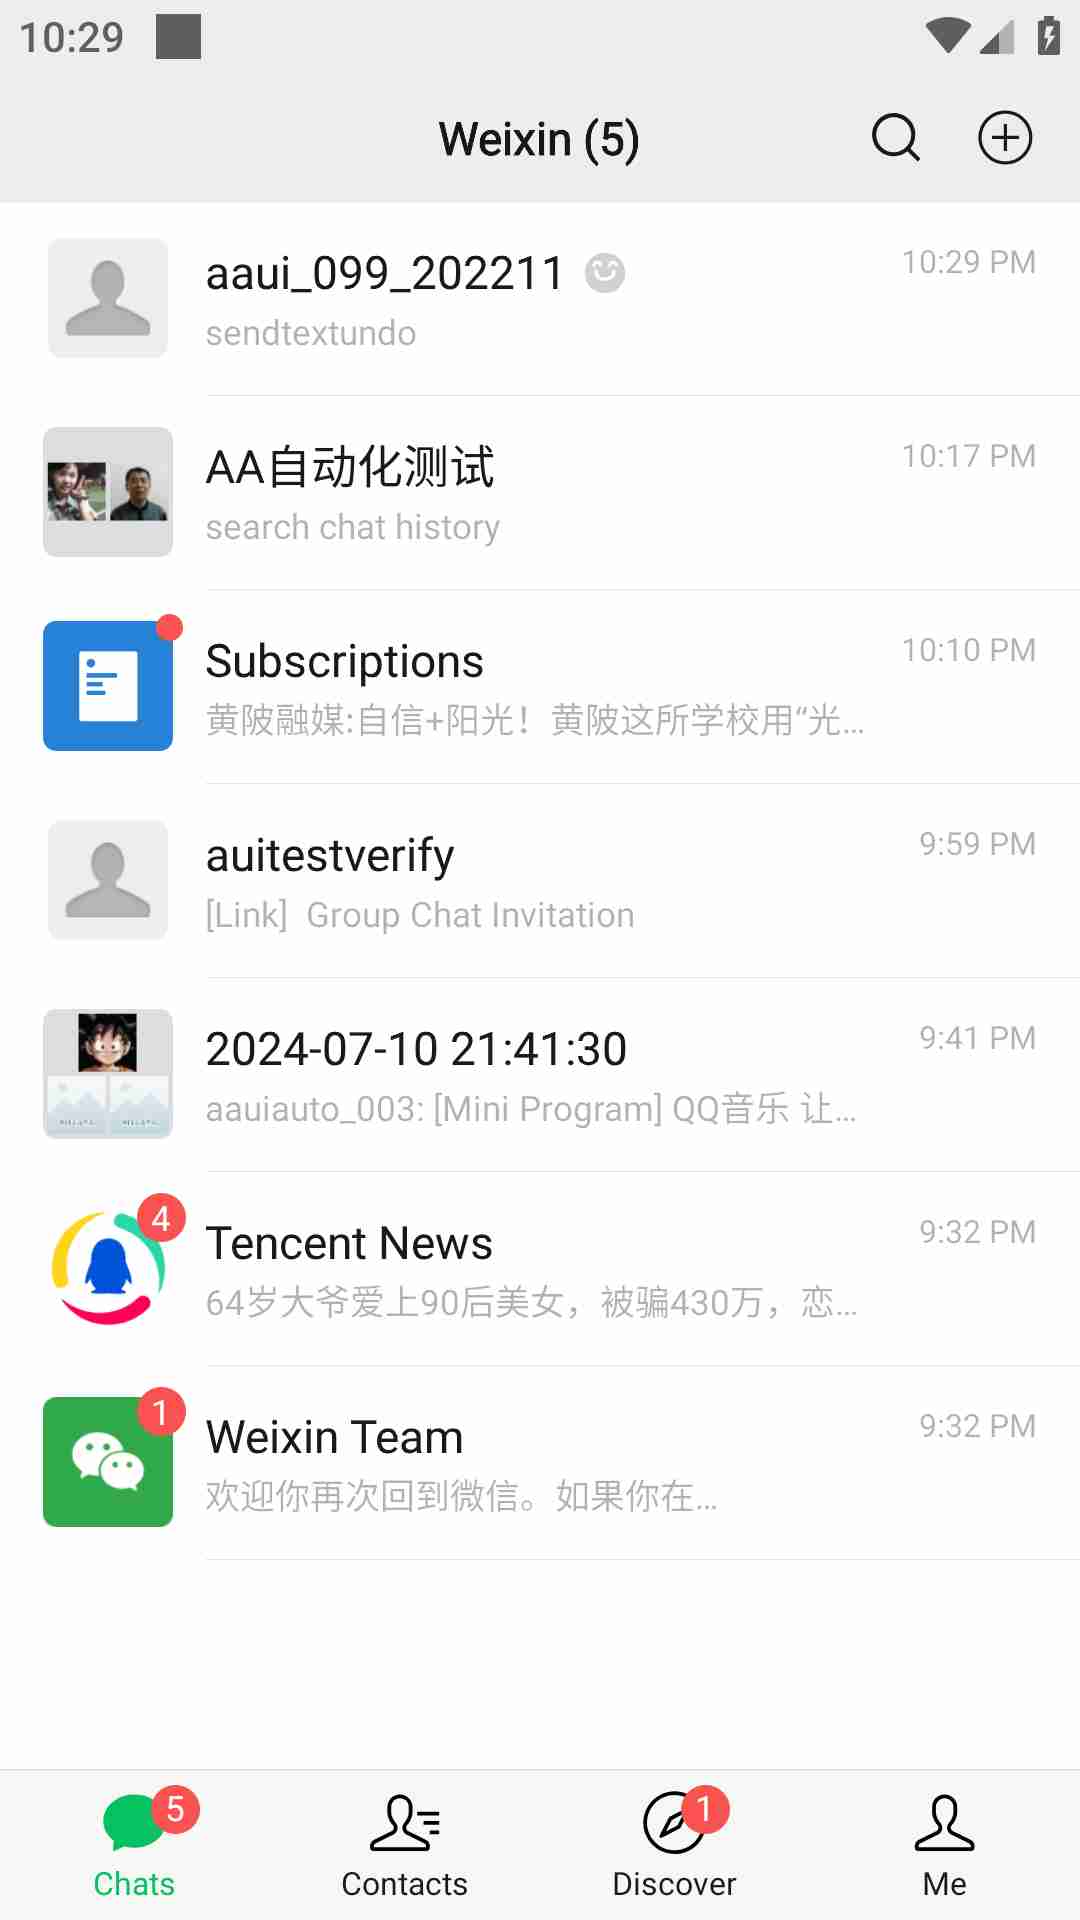 10:29
Weixin (5)
aaui_099_202211
10:29 PM
sendtextundo
AA自动化测试
10:17 PM
search chat history
Subscriptions
10:10 PM
黄陂融媒:自信+阳光！黄陂这所学校用“光...
auitestverify
9:59 PM
[Link] Group Chat Invitation
2024-07-10 21:41:30
9:41 PM
aauiauto_003: [Mini Program] QQ音乐 让...
4
Tencent News
9:32 PM
64岁大爷爱上90后美女，被骗430万，恋...
1
Weixin Team
9:32 PM
欢迎你再次回到微信。如果你在...
5
1
Chats
Contacts
Discover
Me